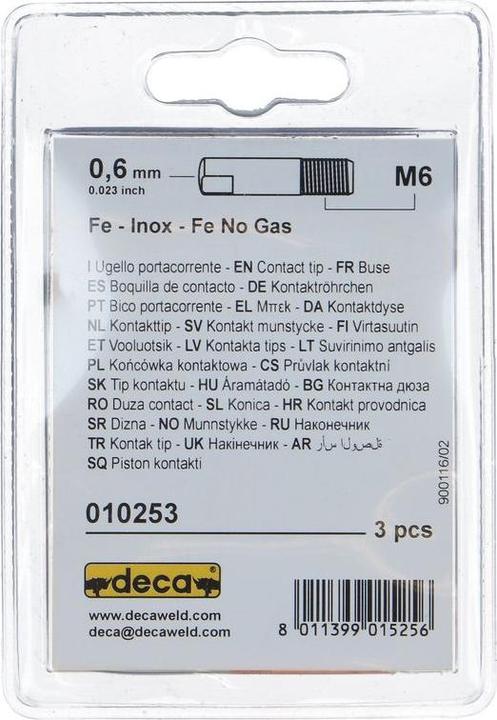 0,6 mm
0.023 inch
M6
Fe - Inox - Fe No Gas
I Ugello portacorrente - EN Contact tip - FR Buse
ES Boquilla de contacto - DE Kontaktröhrchen
PT Bico portacorrente - EL Μπεκ - DA Kontaktdyse
NL Kontakttip - SV Kontakt munstycke - FI Virtasuutin
ET Vooluotsik - LV Kontakta tips - LT Suvirinimo antgalis
PL Końcówka kontaktowa - CS Průvlak kontaktní
SK Tip kontaktu - HU Áramátadó - BG Контактна дюза
RO Duza contact - SL Konica - HR Kontakt provodnica
SR Dizna - NO Munnstykke - RU Наконечник
TR Kontak tip - UK Накінечник - AR رأس الوصلة
SQ Piston kontakti
900116/02
010253
3 pcs
deca®
www.decaweld.com
deca@decaweld.com
8 011399 015256